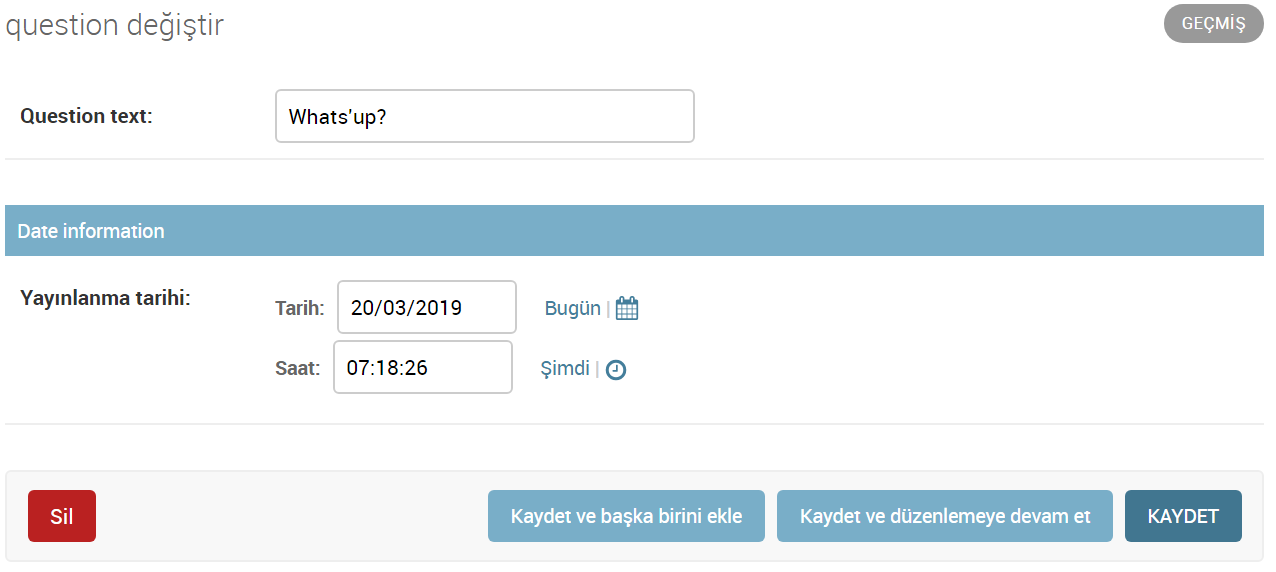 question değiştir
GEÇMİŞ
Question text:
Whats'up?
Date information
Yayınlanma tarihi:
Tarih: 20/03/2019 Bugün |
Saat: 07:18:26 Şimdi |
Sil Kaydet ve başka birini ekle Kaydet ve düzenlemeye devam et KAYDET